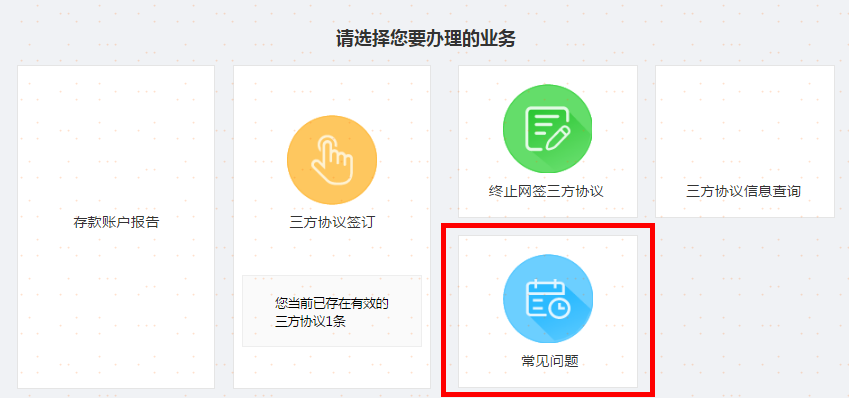 请选择您要办理的业务
存款账户报告
三方协议签订
您当前已存在有效的
三方协议1条
终止网签三方协议
三方协议信息查询
常见问题